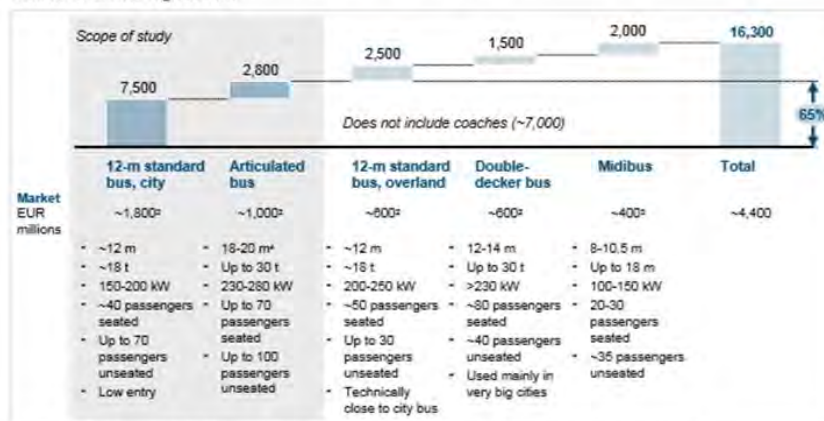 Scope of study
7,500
2,800
2,500
1,500
2,000
16,300
65%
Does not include coaches (~7,000)
12-m standard
bus, city
Articulated
bus
12-m standard
bus, overland
Double-
decker bus
Midibus
Total
Market
EUR
millions
~1,800²
~1,000²
~600²
~600²
~400²
~4,400
- ~12 m
- ~18 t
- 150-200 kW
- ~40 passengers
seated
- Up to 70
passengers
unseated
- Low entry
- 18-20 m⁴
- Up to 30 t
- 230-280 kW
- Up to 70
passengers
seated
- Up to 100
passengers
unseated
- ~12 m
- ~18 t
- 200-250 kW
- ~50 passengers
seated
- Up to 30
passengers
unseated
- Technically
close to city bus
- 12-14 m
- Up to 30 t
- >230 kW
- ~80 passengers
seated
- ~40 passengers
unseated
- Used mainly in
very big cities
- 8-10.5 m
- Up to 18 m
- 100-150 kW
- 20-30
passengers
seated
- ~35 passengers
unseated